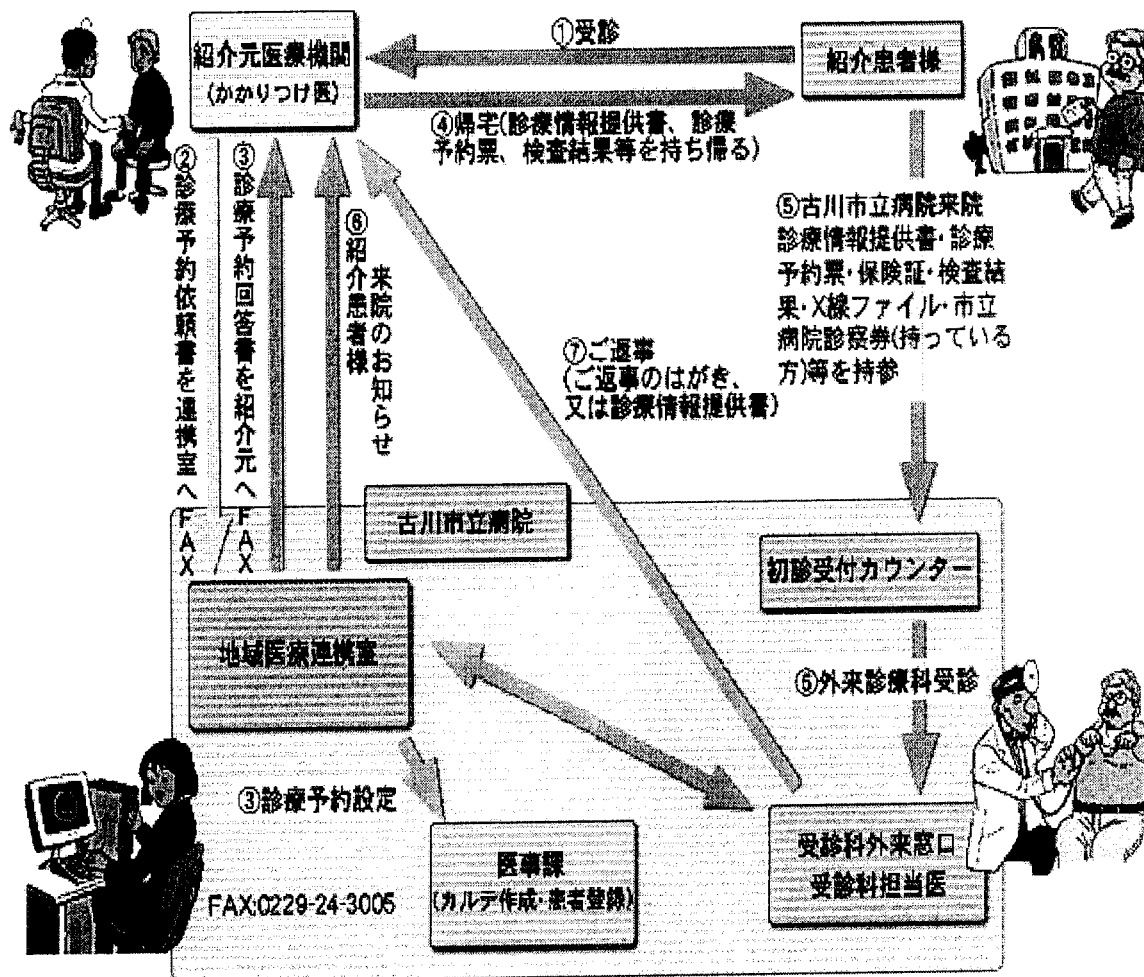 ①受診
紹介元医療機関
(かかりつけ医)
紹介患者様
④帰宅(診療情報提供書、診療
予約票、検査結果等を持ち帰る)
②診療予約依頼書を連携室へFAX
③診療予約回答書を紹介元へFAX
⑥紹介患者様
来院のお知らせ
⑤古川市立病院来院
診療情報提供書・診療
予約票・保険証・検査結
果・X線ファイル・市立
病院診察券(持っている
方)等を持参
⑦ご返事
(ご返事のはがき、
又は診療情報提供書)
古川市立病院
初診受付カウンター
地域医療連携室
⑥外来診療科受診
③診療予約設定
医事課
(カルテ作成・患者登録)
受診科外来窓口
受診科担当医
FAX:0229-24-3005
病院